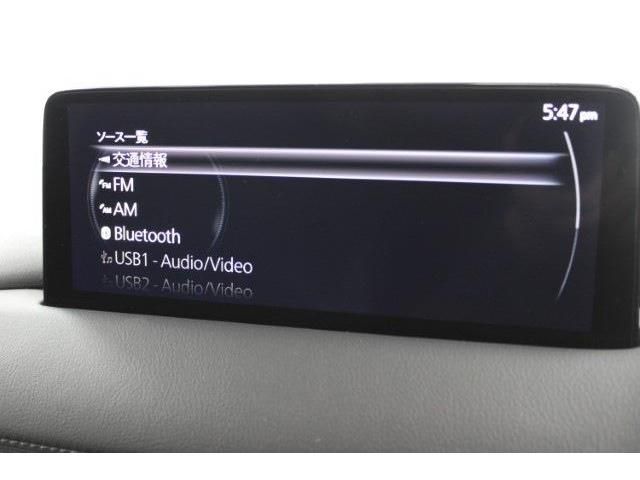 5:47pm
ソース一覧
交通情報
FM
AM
Bluetooth
USB1 - Audio/Video
USB2 - Audio/Video